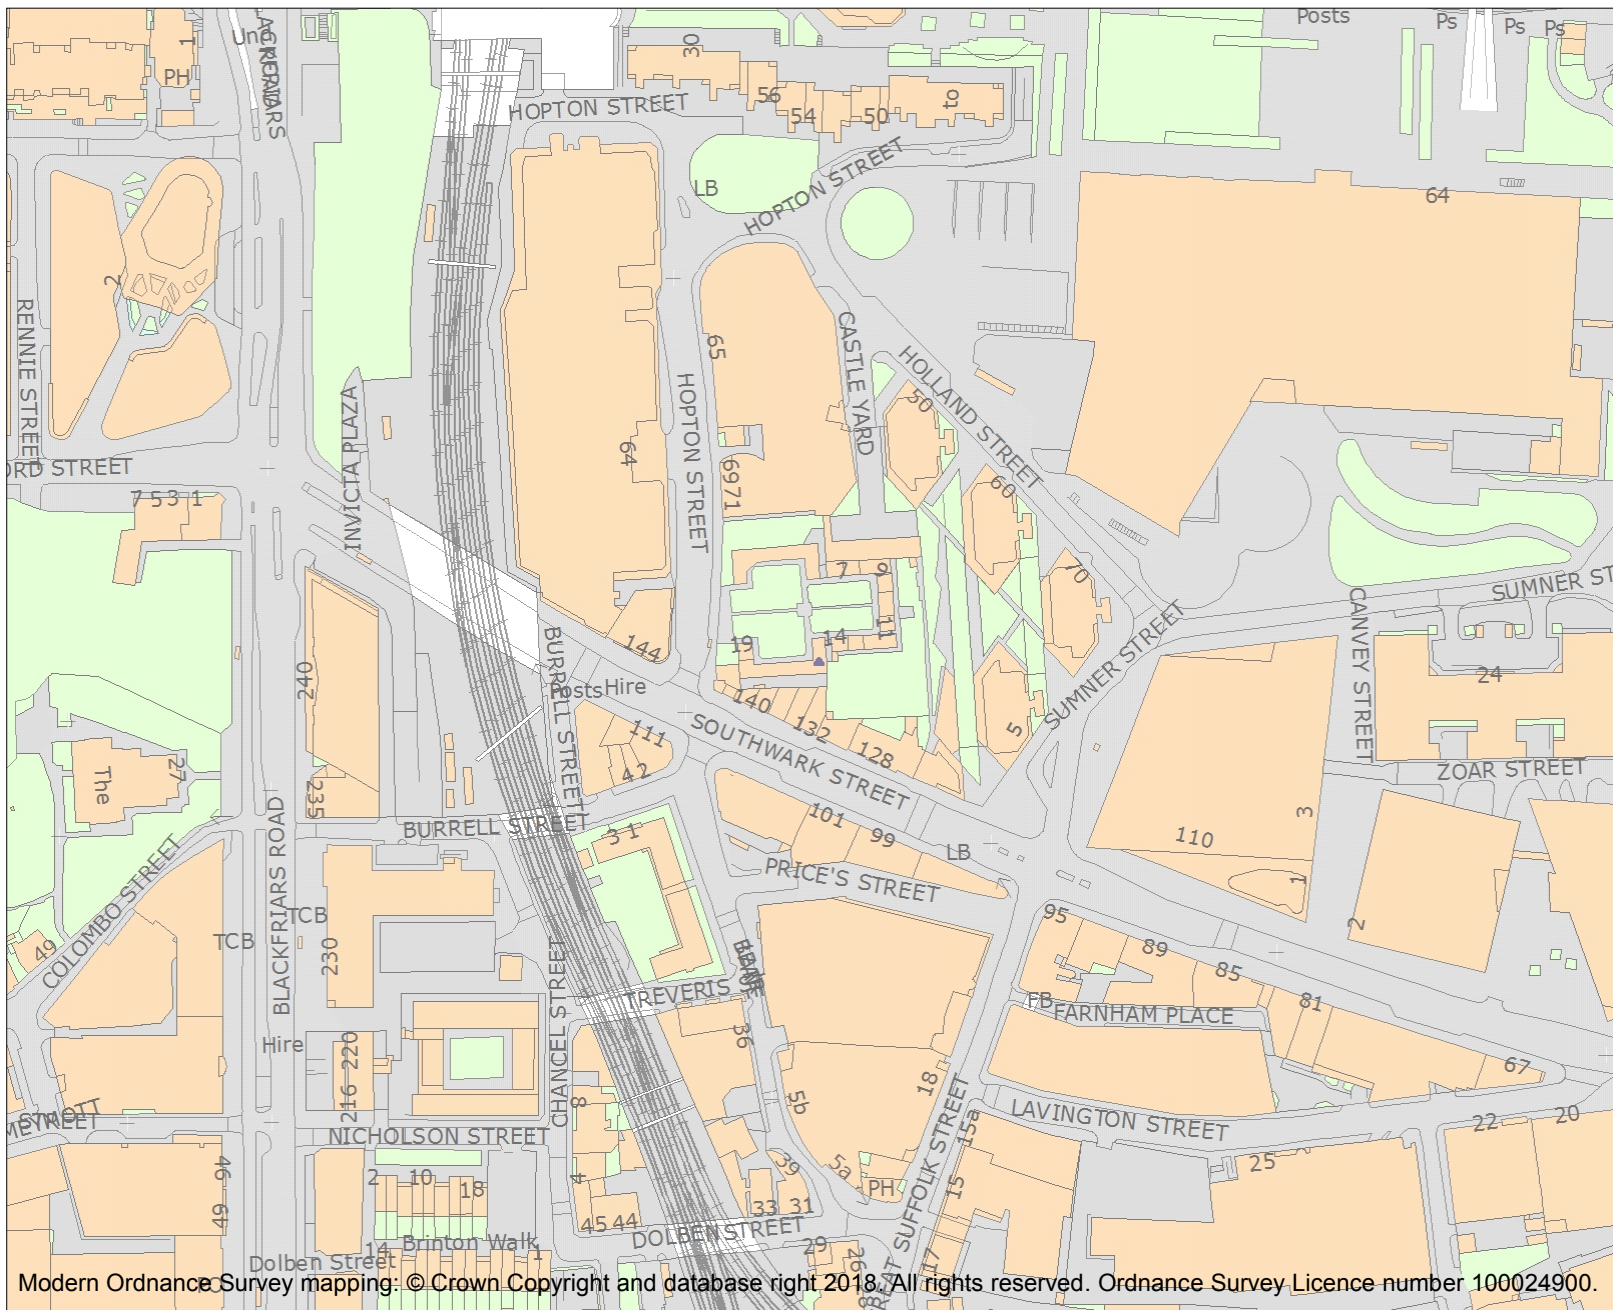 Posts
Ps
Ps
Ps
1
PH
30
56
54
50
to
HOPTON STREET
HOPTON STREET
LB
64
2
RENNIE STREET
65
CASTLE YARD
HOLLAND STREET
50
INVICTA PLAZA
HOPTON STREET
64
ORD STREET
7 5 3 1
6971
60
70
7
9
11
14
19
144
SUMNER ST
CANVEY STREET
SUMNER STREET
24
240
BURRELL STREET
Posts
Hire
140
132
128
5
SOUTHWARK STREET
111
42
ZOAR STREET
The
27
235
BURRELL STREET
3 1
101
99
LB
110
3
1
2
PRICE'S STREET
COLOMBO STREET
BLACKFRIARS ROAD
TCB
TCB
49
230
95
89
85
81
67
CHANCEL STREET
TREVERIS S
FB
FARNHAM PLACE
36
Hire
220
216
8
5b
18
GREAT SUFFOLK STREET
LAVINGTON STREET
15a
22
20
25
NICHOLSON STREET
46
49
2
10
18
4
39
5a
PH
15
45 44
33
31
DOLBEN STREET
29
26
17
14
Brinton Walk
1
Dolben Street
Modern Ordnance Survey mapping: © Crown Copyright and database right 2018. All rights reserved. Ordnance Survey Licence number 100024900.